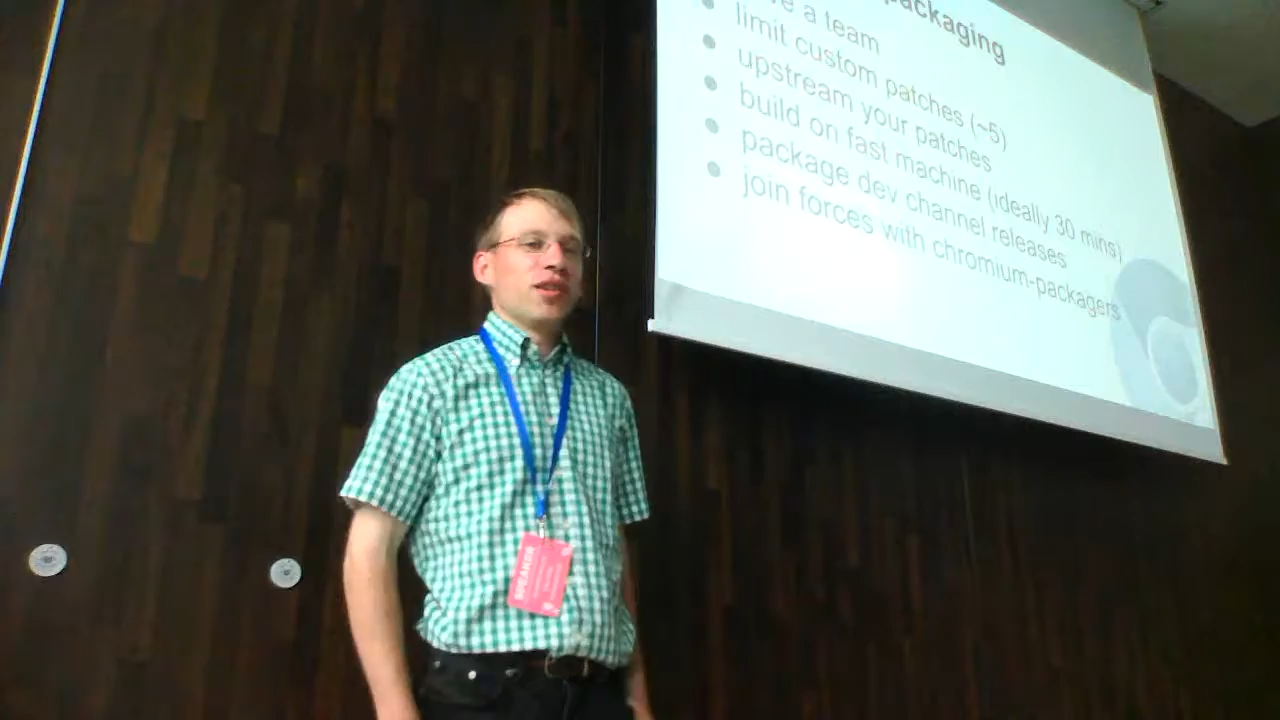 packaging
a team
limit custom patches (~5)
upstream your patches
build on fast machine (ideally 30 mins)
package dev channel releases
join forces with chromium-packagers
SPEAKER